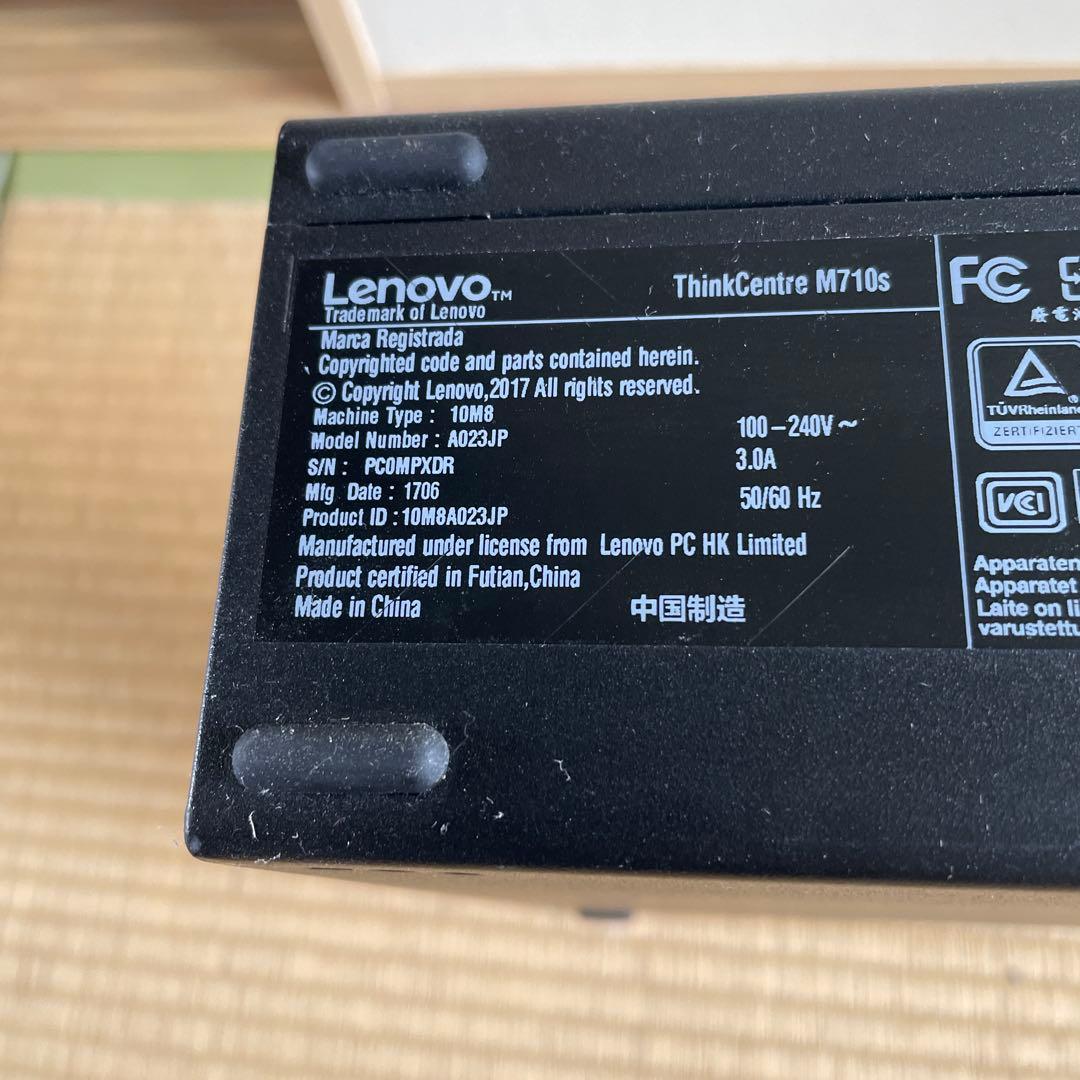 Lenovo™ ThinkCentre M710s
Trademark of Lenovo
Marca Registrada
Copyrighted code and parts contained herein.
© Copyright Lenovo,2017 All rights reserved.
Machine Type : 10M8
Model Number : A023JP
100-240V ~
S/N : PC0MPXDR
3.0A
Mfg Date : 1706
50/60 Hz
Product ID : 10M8A023JP
Manufactured under license from Lenovo PC HK Limited
Product certified in Futian,China
Made in China 中国制造
FC
廢電
TÜVRheinland®
ZERTIFIZIERT
VCI
Apparaten
Apparatet
Laite on li
varustettu